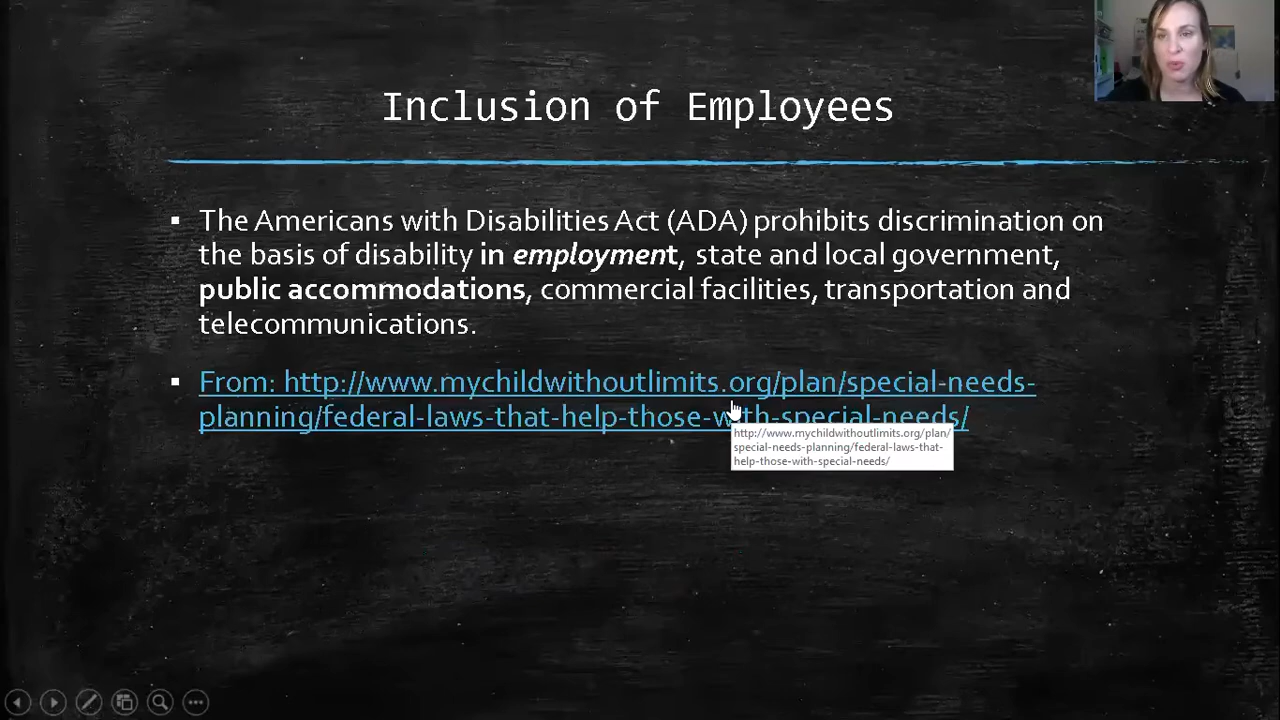 Inclusion of Employees
▪ The Americans with Disabilities Act (ADA) prohibits discrimination on
the basis of disability in employment, state and local government,
public accommodations, commercial facilities, transportation and
telecommunications.
▪ From: http://www.mychildwithoutlimits.org/plan/special-needs-
planning/federal-laws-that-help-those-with-special-needs/
http://www.mychildwithoutlimits.org/plan/
special-needs-planning/federal-laws-that-
help-those-with-special-needs/